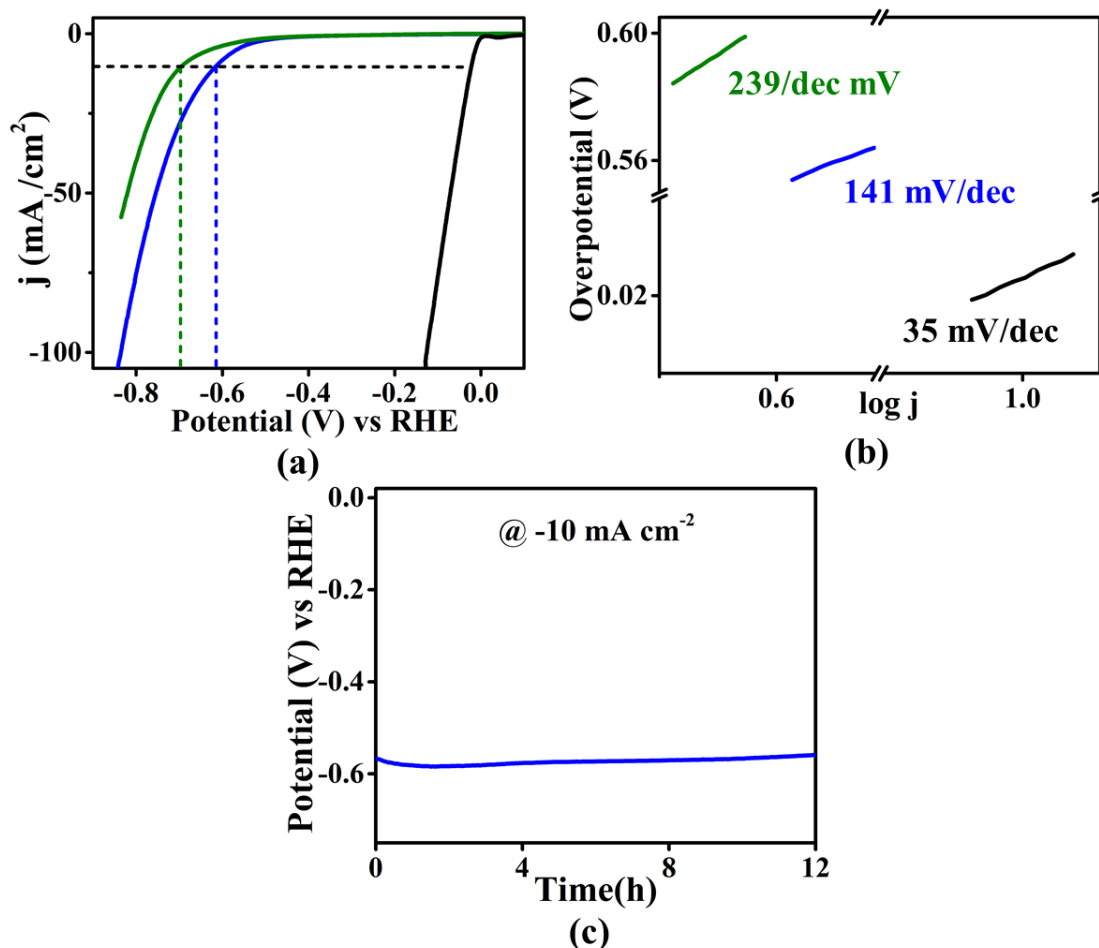 0
-50
-100
j (mA/cm²)
-0.8 -0.6 -0.4 -0.2 0.0
Potential (V) vs RHE
(a)
0.60
0.56
0.02
Overpotential (V)
239/dec mV
141 mV/dec
35 mV/dec
0.6 1.0
log j
(b)
0.0
-0.2
-0.4
-0.6
Potential (V) vs RHE
@ -10 mA cm⁻²
0 4 8 12
Time(h)
(c)